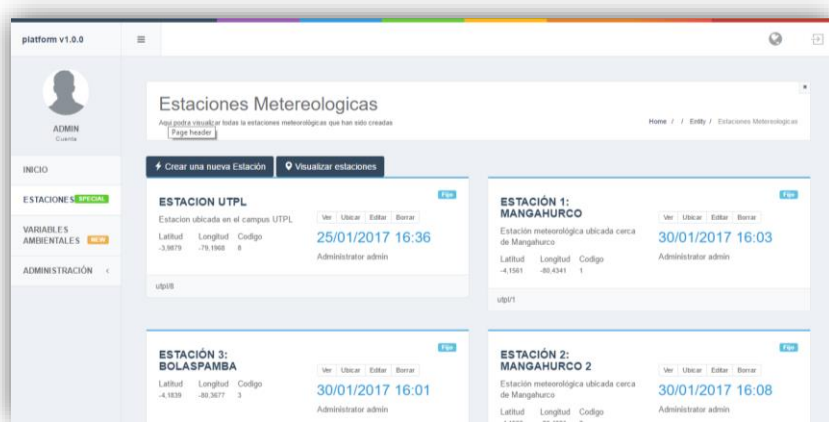 platform v1.0.0
ADMIN
Cuenta
INICIO
ESTACIONES SPECIAL
VARIABLES
AMBIENTALES NEW
ADMINISTRACIÓN <
Estaciones Metereologicas
Aqui podra visualizar todas la estaciones meteorológicas que han sido creadas
Page header
Home / / Entity / Estaciones Metereologicas
Crear una nueva Estación
Visualizar estaciones
ESTACION UTPL
Fijo
Estacion ubicada en el campus UTPL
Latitud Longitud Codigo
-3,9879 -79,1968 8
Ver Ubicar Editar Borrar
25/01/2017 16:36
Administrator admin
utpl/8
ESTACIÓN 1:
MANGAHURCO
Fijo
Estación meteorológica ubicada cerca
de Mangahurco
Latitud Longitud Codigo
-4,1561 -80,4341 1
Ver Ubicar Editar Borrar
30/01/2017 16:03
Administrator admin
utpl/1
ESTACIÓN 3:
BOLASPAMBA
Fijo
Latitud Longitud Codigo
-4,1839 -80,3677 3
Ver Ubicar Editar Borrar
30/01/2017 16:01
Administrator admin
ESTACIÓN 2:
MANGAHURCO 2
Fijo
Estación meteorológica ubicada cerca
de Mangahurco
Latitud Longitud Codigo
Ver Ubicar Editar Borrar
30/01/2017 16:08
Administrator admin